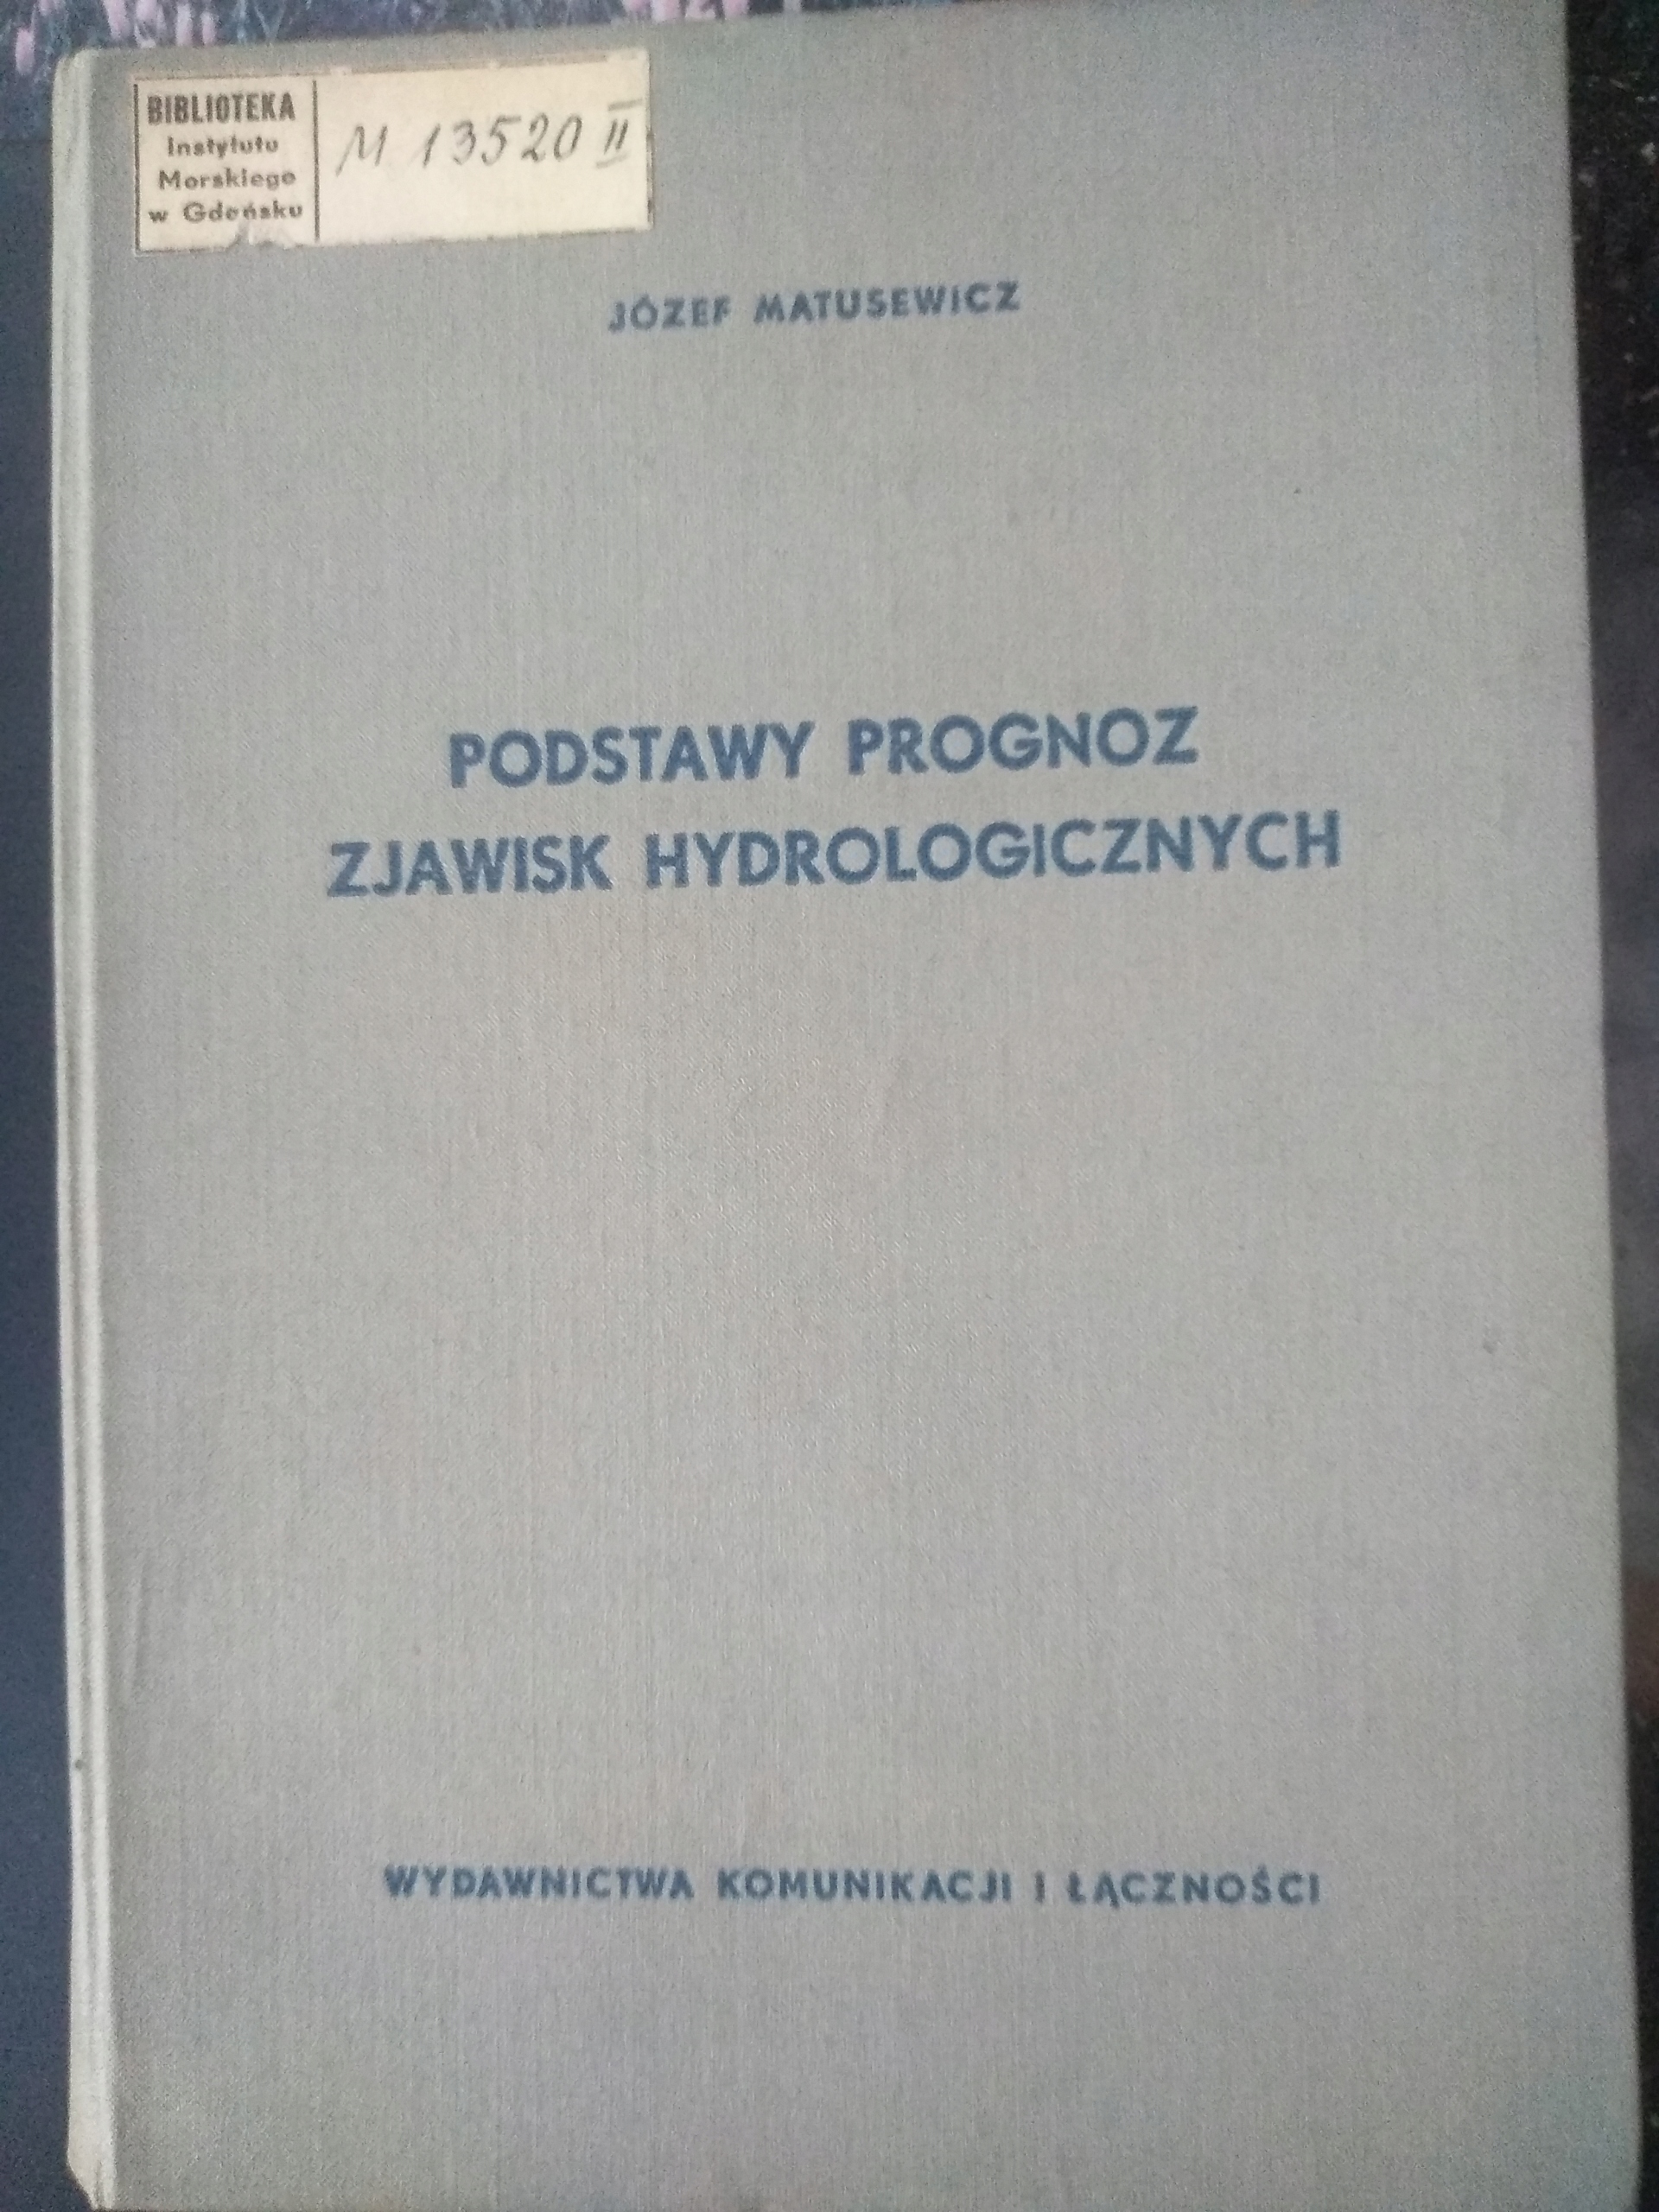 BIBLIOTEKA
Instytutu
Morskiego
w Gdańsku
M 13520 II
JÓZEF MATUSEWICZ
PODSTAWY PROGNOZ
ZJAWISK HYDROLOGICZNYCH
WYDAWNICTWA KOMUNIKACJI I ŁĄCZNOŚCI